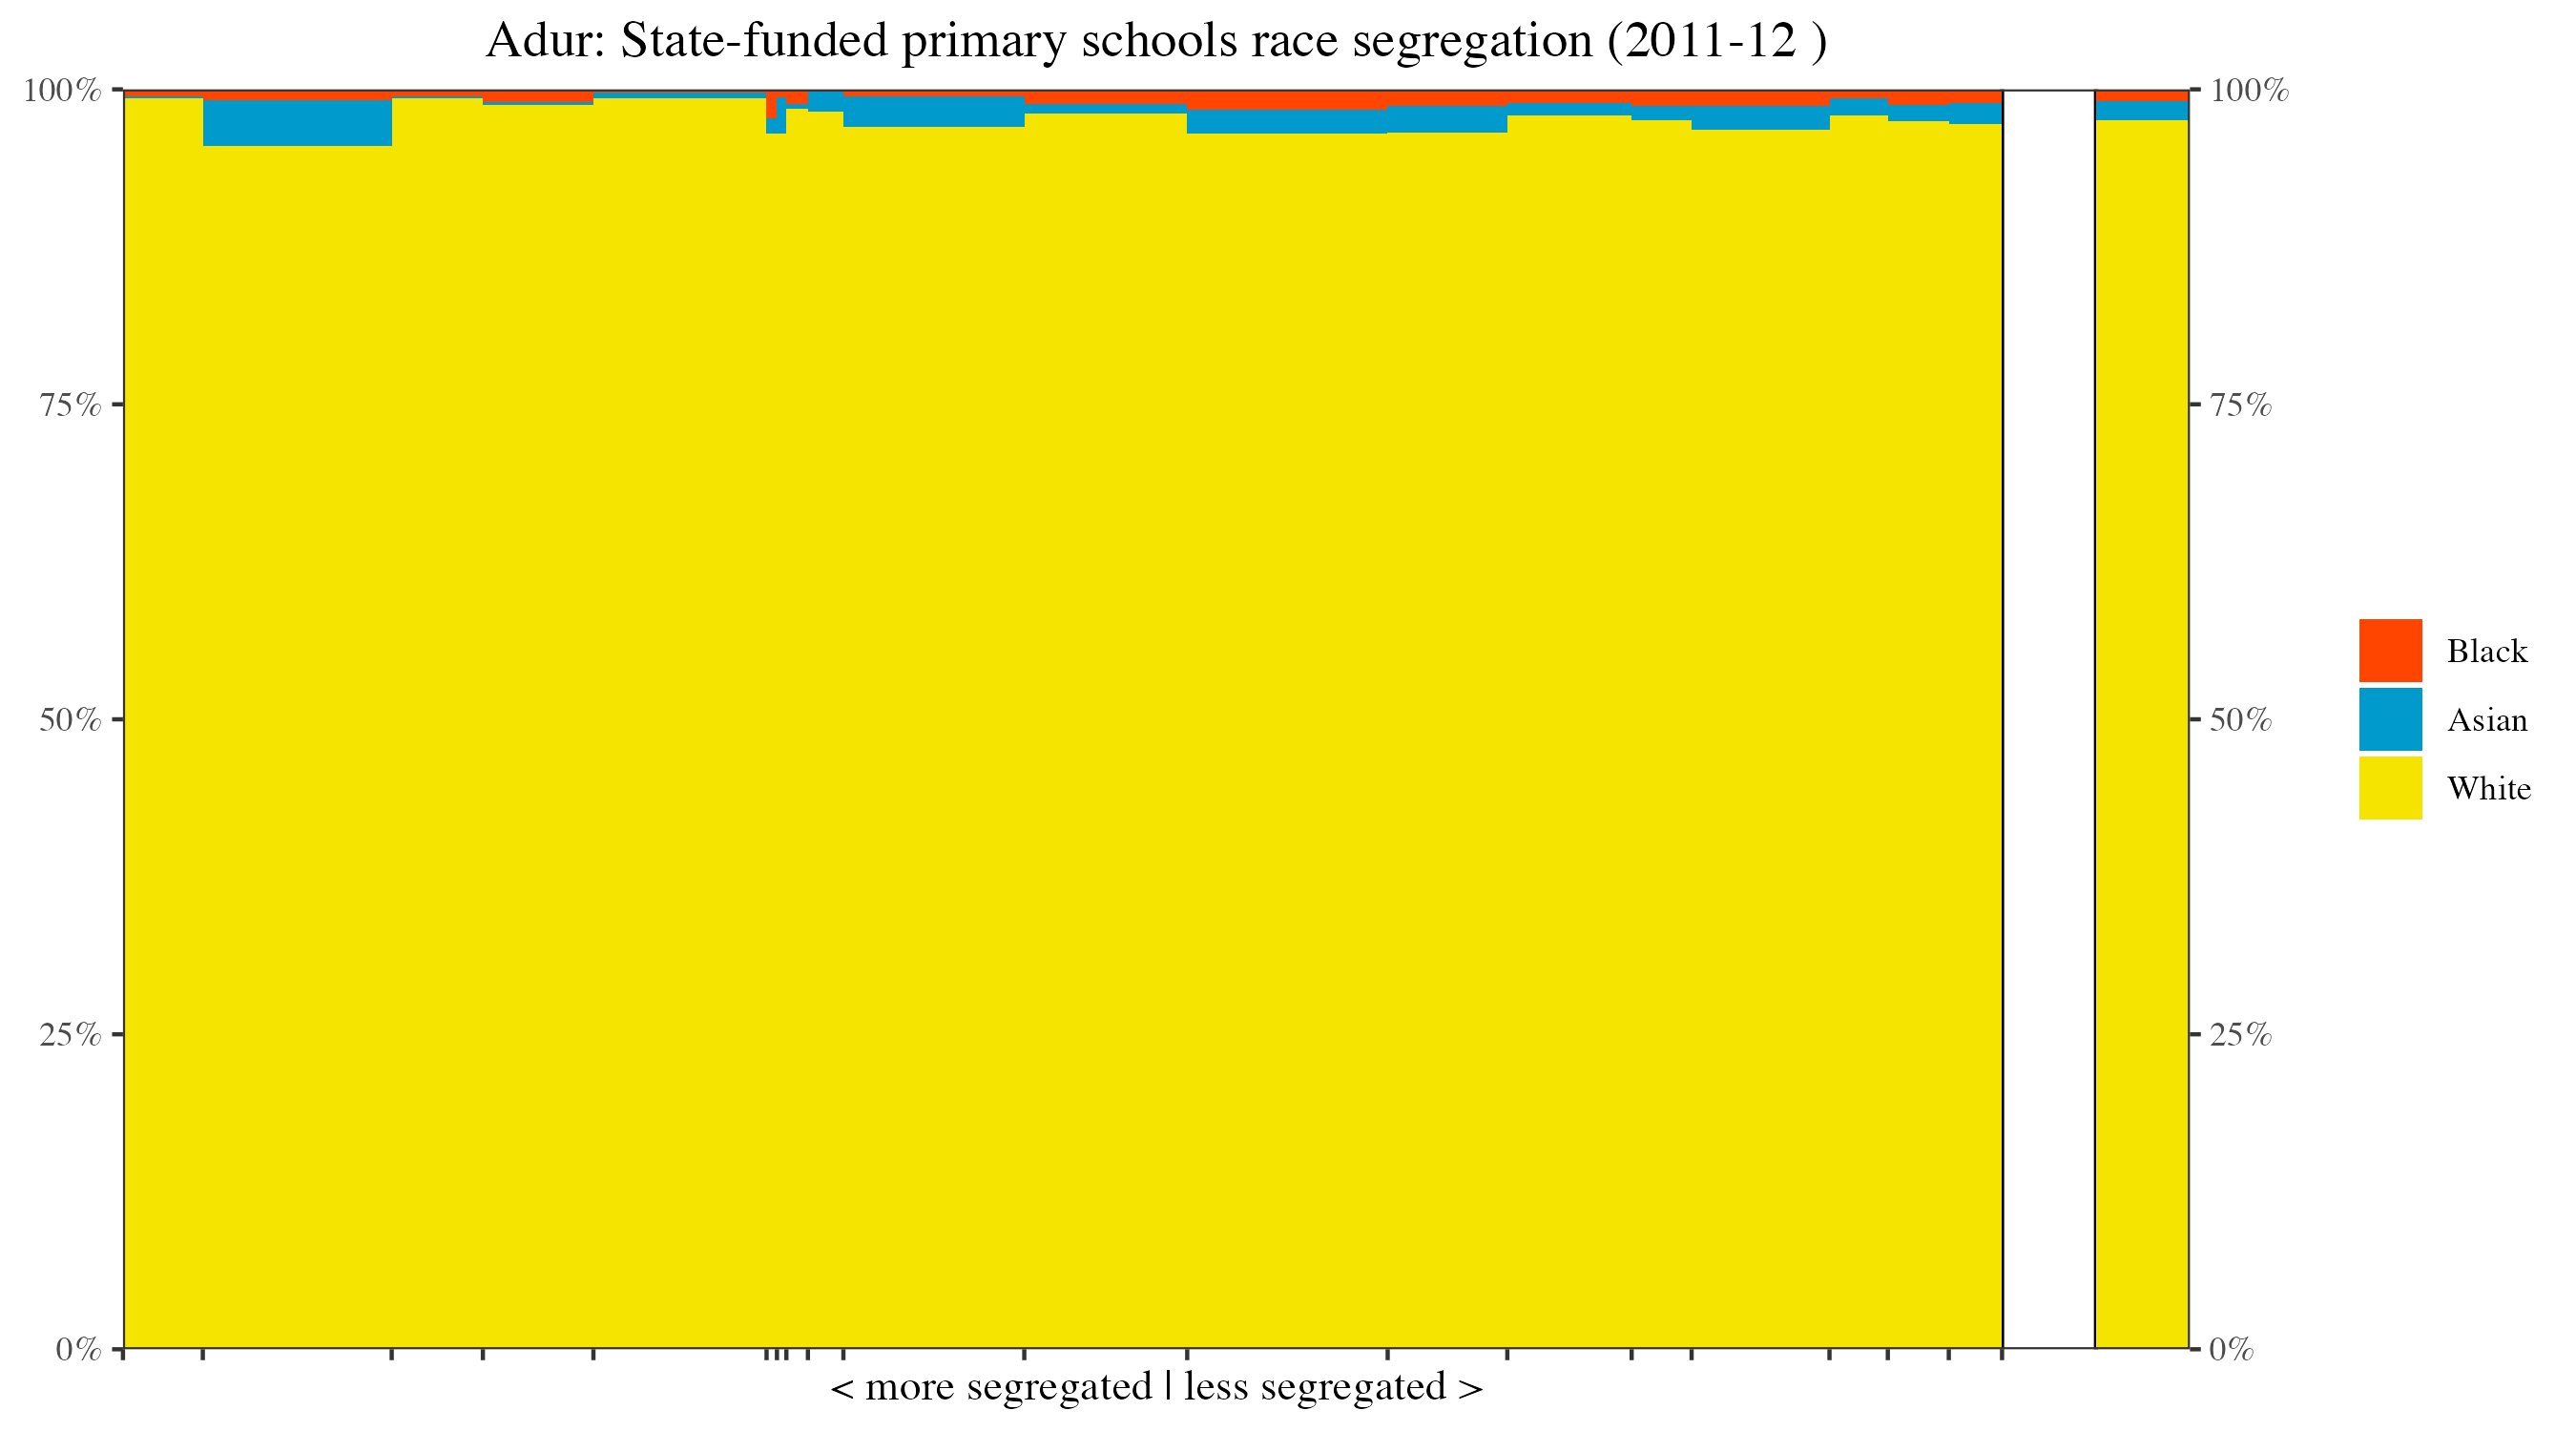 Adur: State-funded primary schools race segregation (2011-12 )
100%
100%
75%
75%
50%
50%
25%
25%
0%
0%
Black
Asian
White
< more segregated | less segregated >